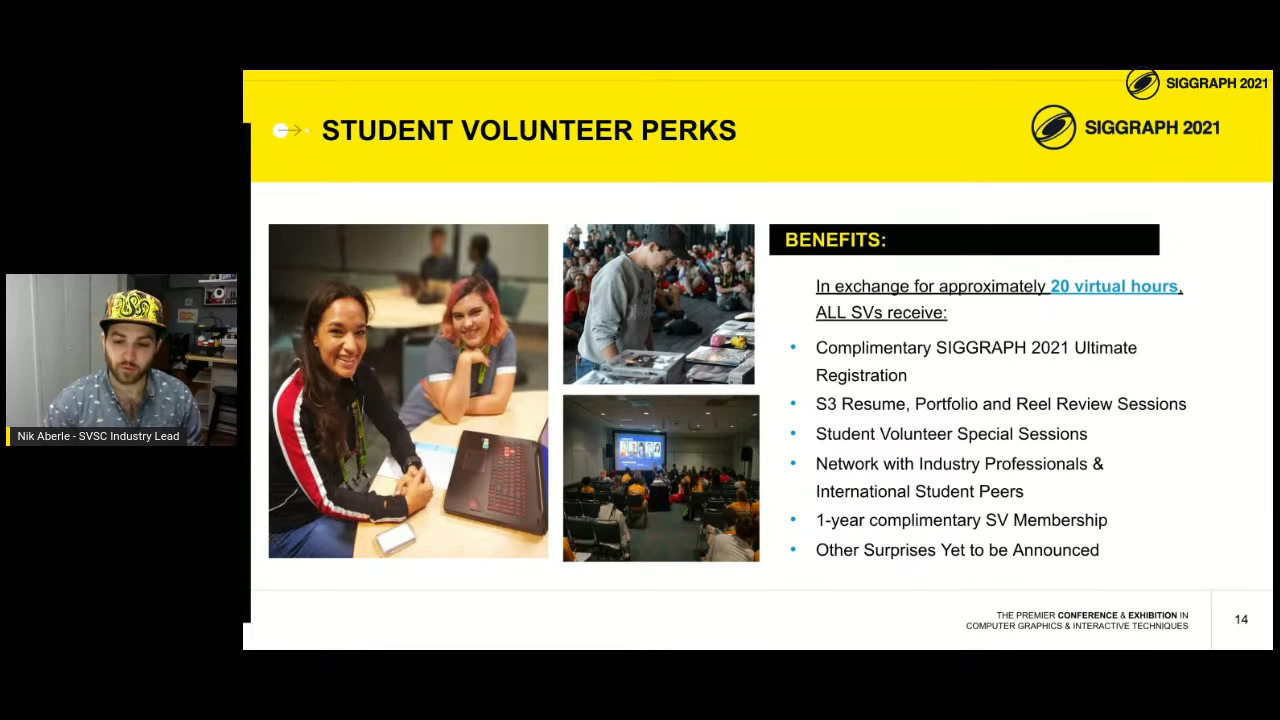 SIGGRAPH 2021
STUDENT VOLUNTEER PERKS
SIGGRAPH 2021
BENEFITS:
In exchange for approximately 20 virtual hours,
ALL SVs receive:
• Complimentary SIGGRAPH 2021 Ultimate
Registration
• S3 Resume, Portfolio and Reel Review Sessions
• Student Volunteer Special Sessions
• Network with Industry Professionals &
International Student Peers
• 1-year complimentary SV Membership
• Other Surprises Yet to be Announced
Nik Aberle - SVSC Industry Lead
THE PREMIER CONFERENCE & EXHIBITION IN
COMPUTER GRAPHICS & INTERACTIVE TECHNIQUES
14